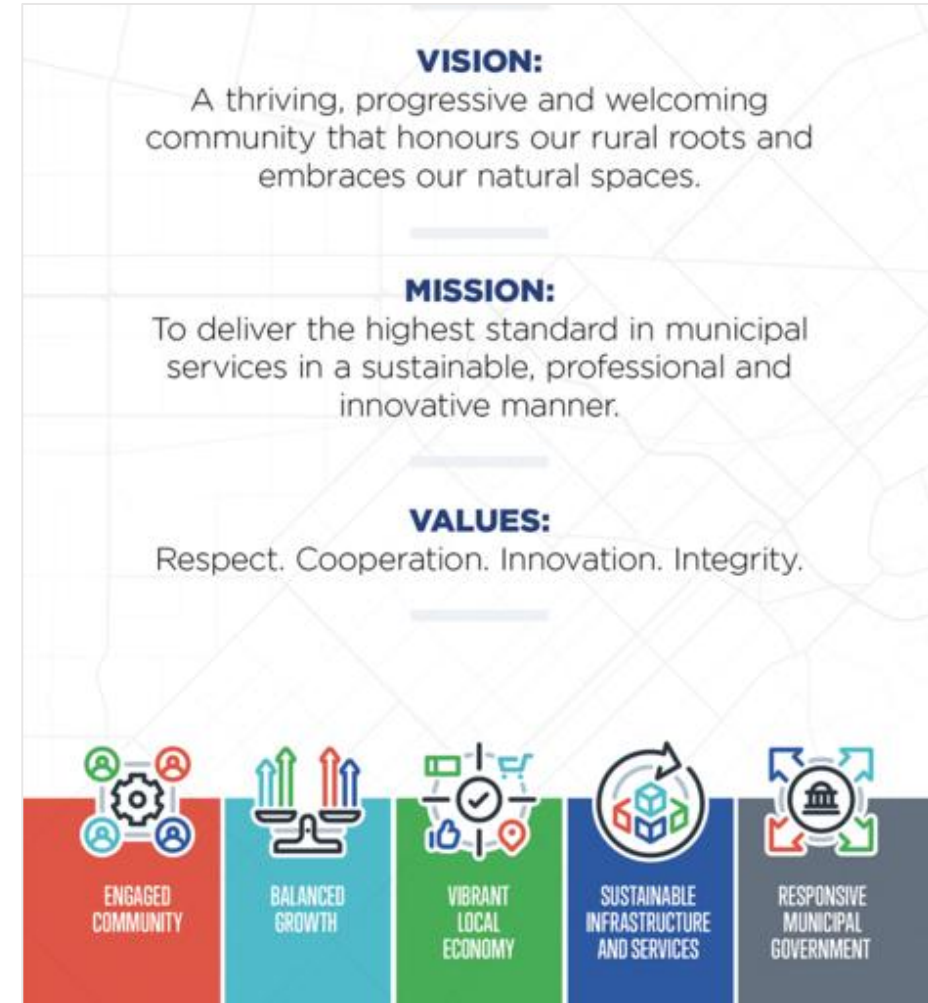 VISION:
A thriving, progressive and welcoming
community that honours our rural roots and
embraces our natural spaces.
MISSION:
To deliver the highest standard in municipal
services in a sustainable, professional and
innovative manner.
VALUES:
Respect. Cooperation. Innovation. Integrity.
ENGAGED
COMMUNITY
BALANCED
GROWTH
VIBRANT
LOCAL
ECONOMY
SUSTAINABLE
INFRASTRUCTURE
AND SERVICES
RESPONSIVE
MUNICIPAL
GOVERNMENT